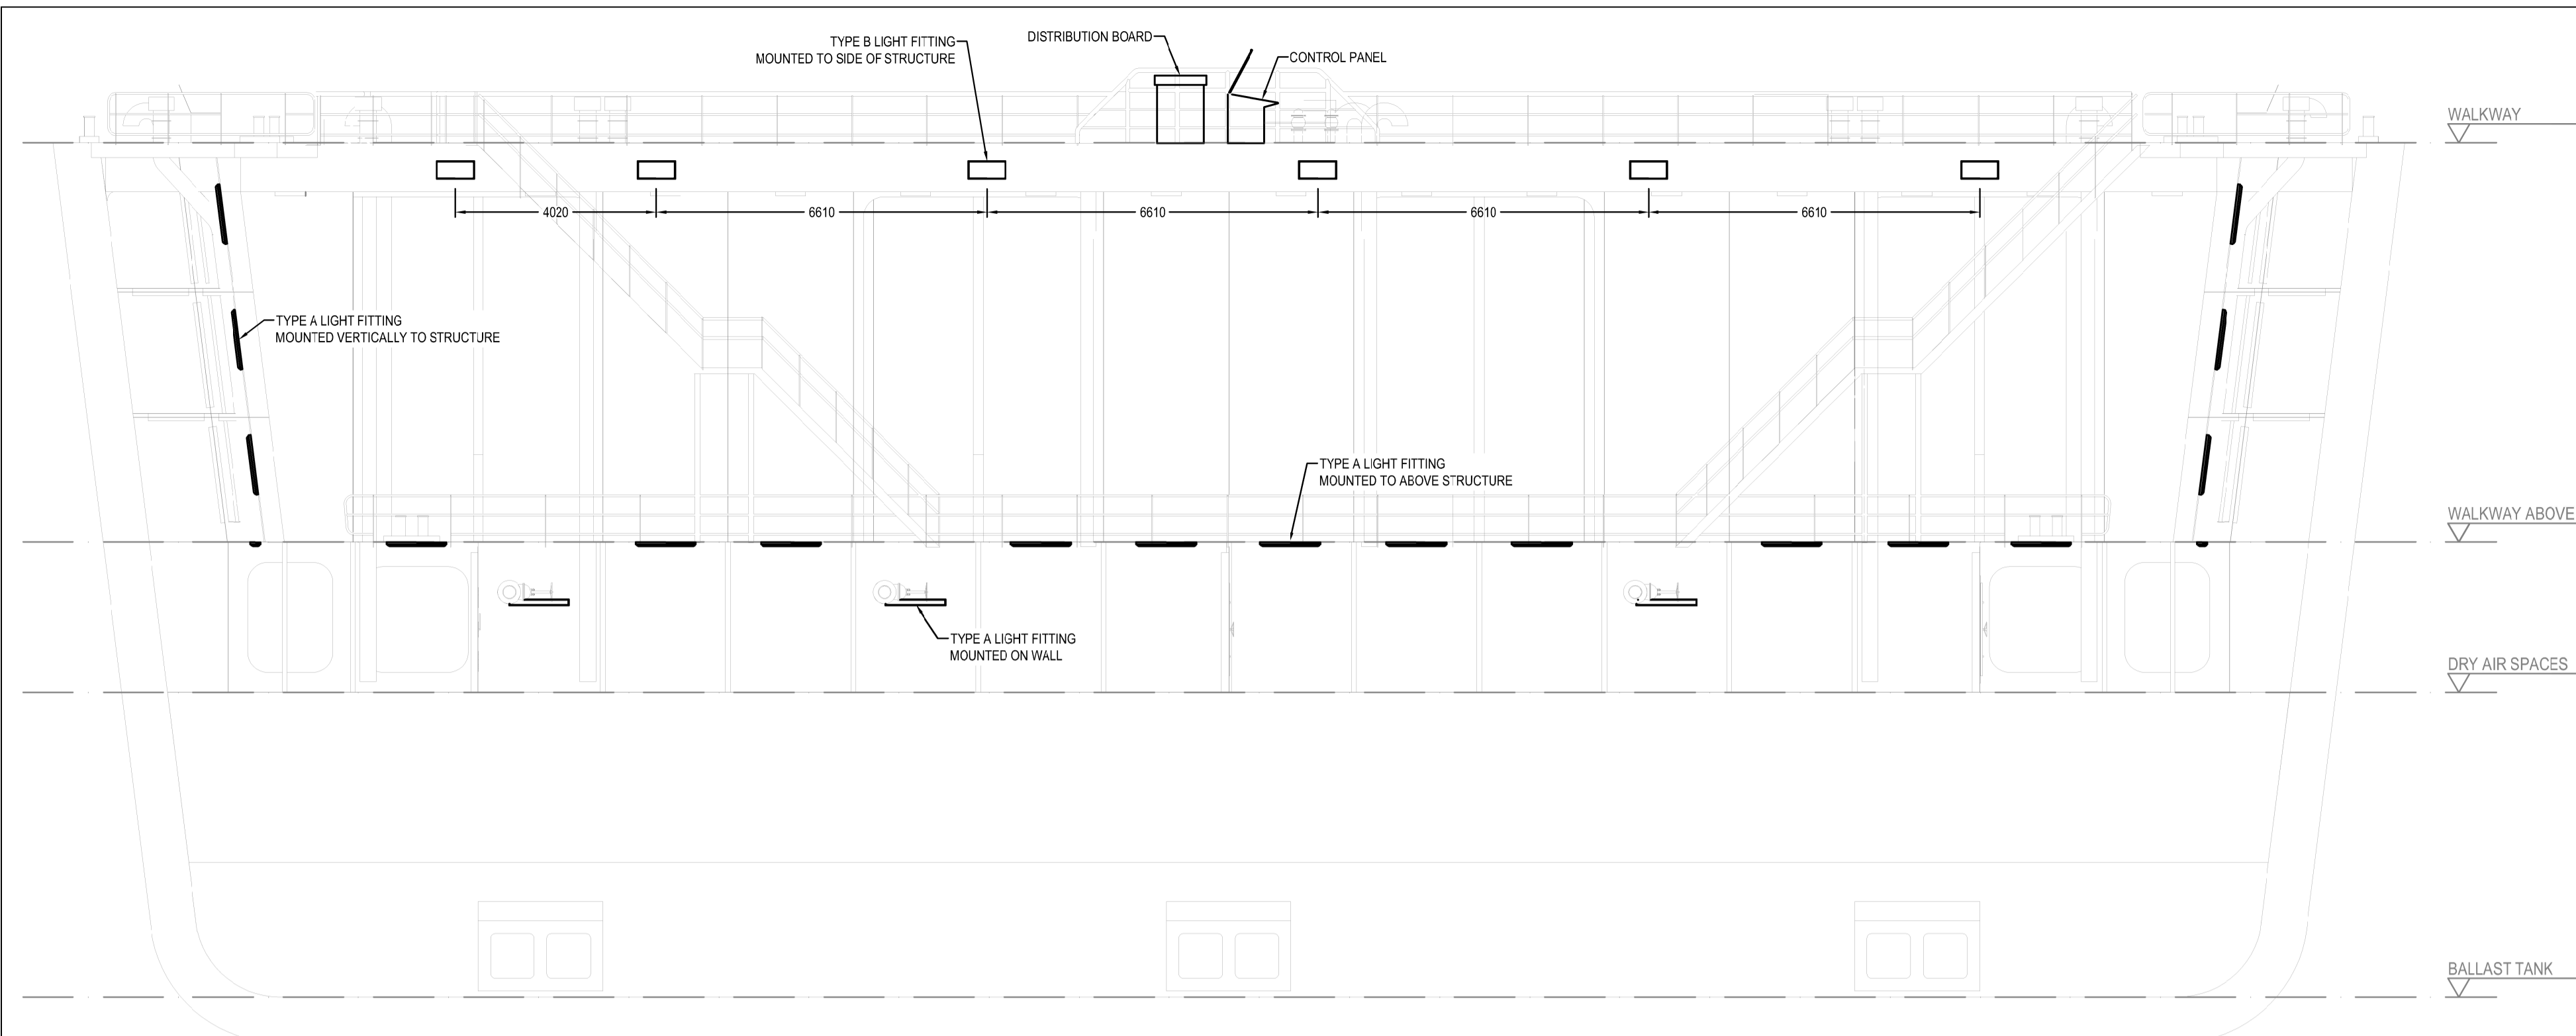 TYPE B LIGHT FITTING
MOUNTED TO SIDE OF STRUCTURE
DISTRIBUTION BOARD
CONTROL PANEL
WALKWAY
4020
6610
6610
6610
6610
TYPE A LIGHT FITTING
MOUNTED VERTICALLY TO STRUCTURE
TYPE A LIGHT FITTING
MOUNTED TO ABOVE STRUCTURE
WALKWAY ABOVE
TYPE A LIGHT FITTING
MOUNTED ON WALL
DRY AIR SPACES
BALLAST TANK